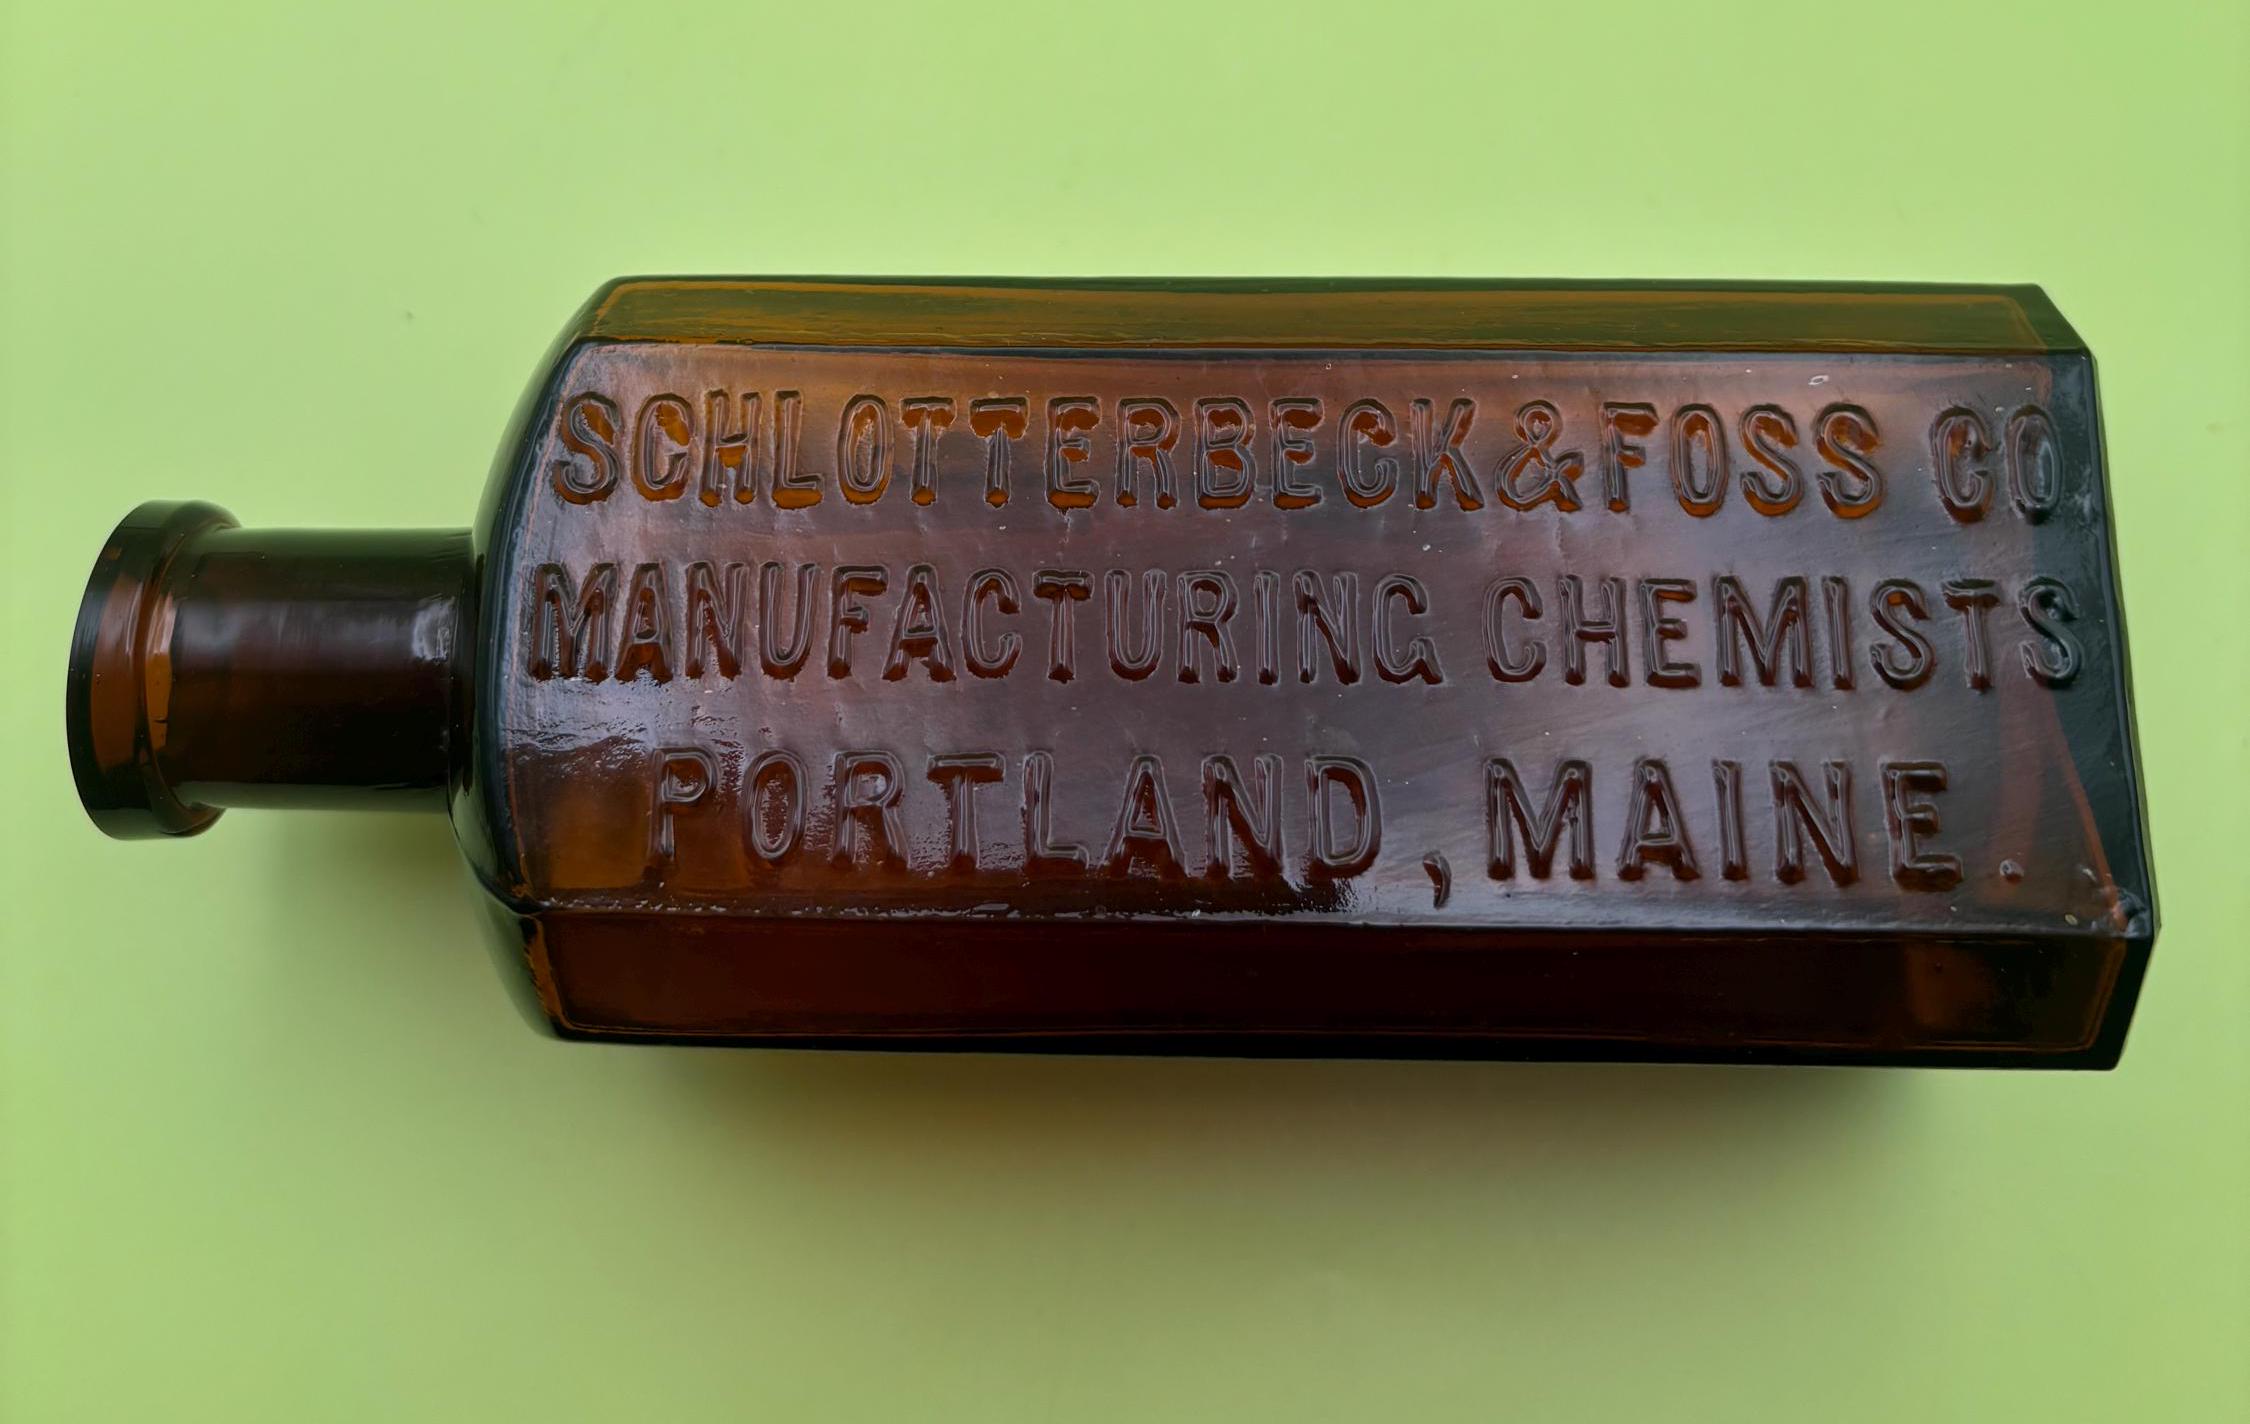 SCHLOTTERBECK & FOSS CO
MANUFACTURING CHEMISTS
PORTLAND, MAINE.